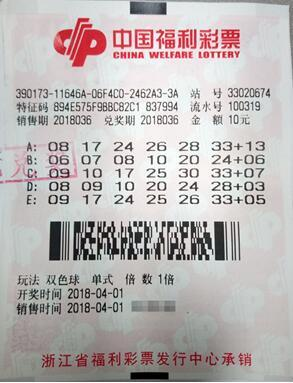 中国福利彩票
CHINA WELFARE LOTTERY
390173-11646A-06F4C0-2462A3-3A 站 号 33020674
特征码 894E575F9BBC82C1 837994 流水号 100319
销售期 2018036 兑奖期 2018036 金 额 10元
A: 08 17 24 26 28 33+13
B: 06 07 08 10 20 24+06
C: 09 10 17 25 30 33+03
D: 08 09 10 20 24 28+03
E: 09 17 24 25 26 33+05
玩法 双色球 单式 倍 数 1倍
开奖时间 2018-04-01
销售时间 2018-04-01
浙江省福利彩票发行中心承销